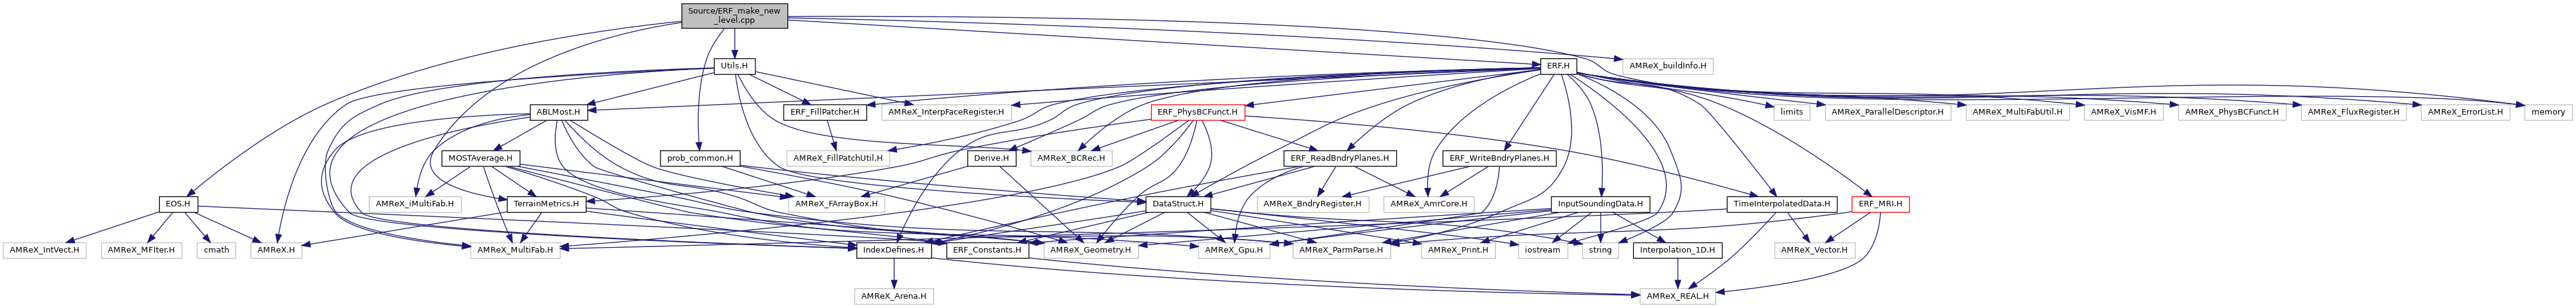 Source/ERF_make_new
_level.cpp
Utils.H
ERF.H
AMReX_buildInfo.H
ABLMost.H
ERF_FillPatcher.H
AMReX_InterpFaceRegister.H
ERF_PhysBCFunct.H
limits
AMReX_ParallelDescriptor.H
AMReX_MultiFabUtil.H
AMReX_VisMF.H
AMReX_PhysBCFunct.H
AMReX_FluxRegister.H
AMReX_ErrorList.H
memory
MOSTAverage.H
prob_common.H
AMReX_FillPatchUtil.H
Derive.H
AMReX_BCRec.H
ERF_ReadBndryPlanes.H
ERF_WriteBndryPlanes.H
EOS.H
AMReX_iMultiFab.H
TerrainMetrics.H
AMReX_FArrayBox.H
DataStruct.H
AMReX_BndryRegister.H
AMReX_AmrCore.H
InputSoundingData.H
TimeInterpolatedData.H
ERF_MRI.H
AMReX_IntVect.H
AMReX_MFIter.H
cmath
AMReX.H
AMReX_MultiFab.H
IndexDefines.H
ERF_Constants.H
AMReX_Geometry.H
AMReX_Gpu.H
AMReX_ParmParse.H
AMReX_Print.H
iostream
string
Interpolation_1D.H
AMReX_Vector.H
AMReX_Arena.H
AMReX_REAL.H